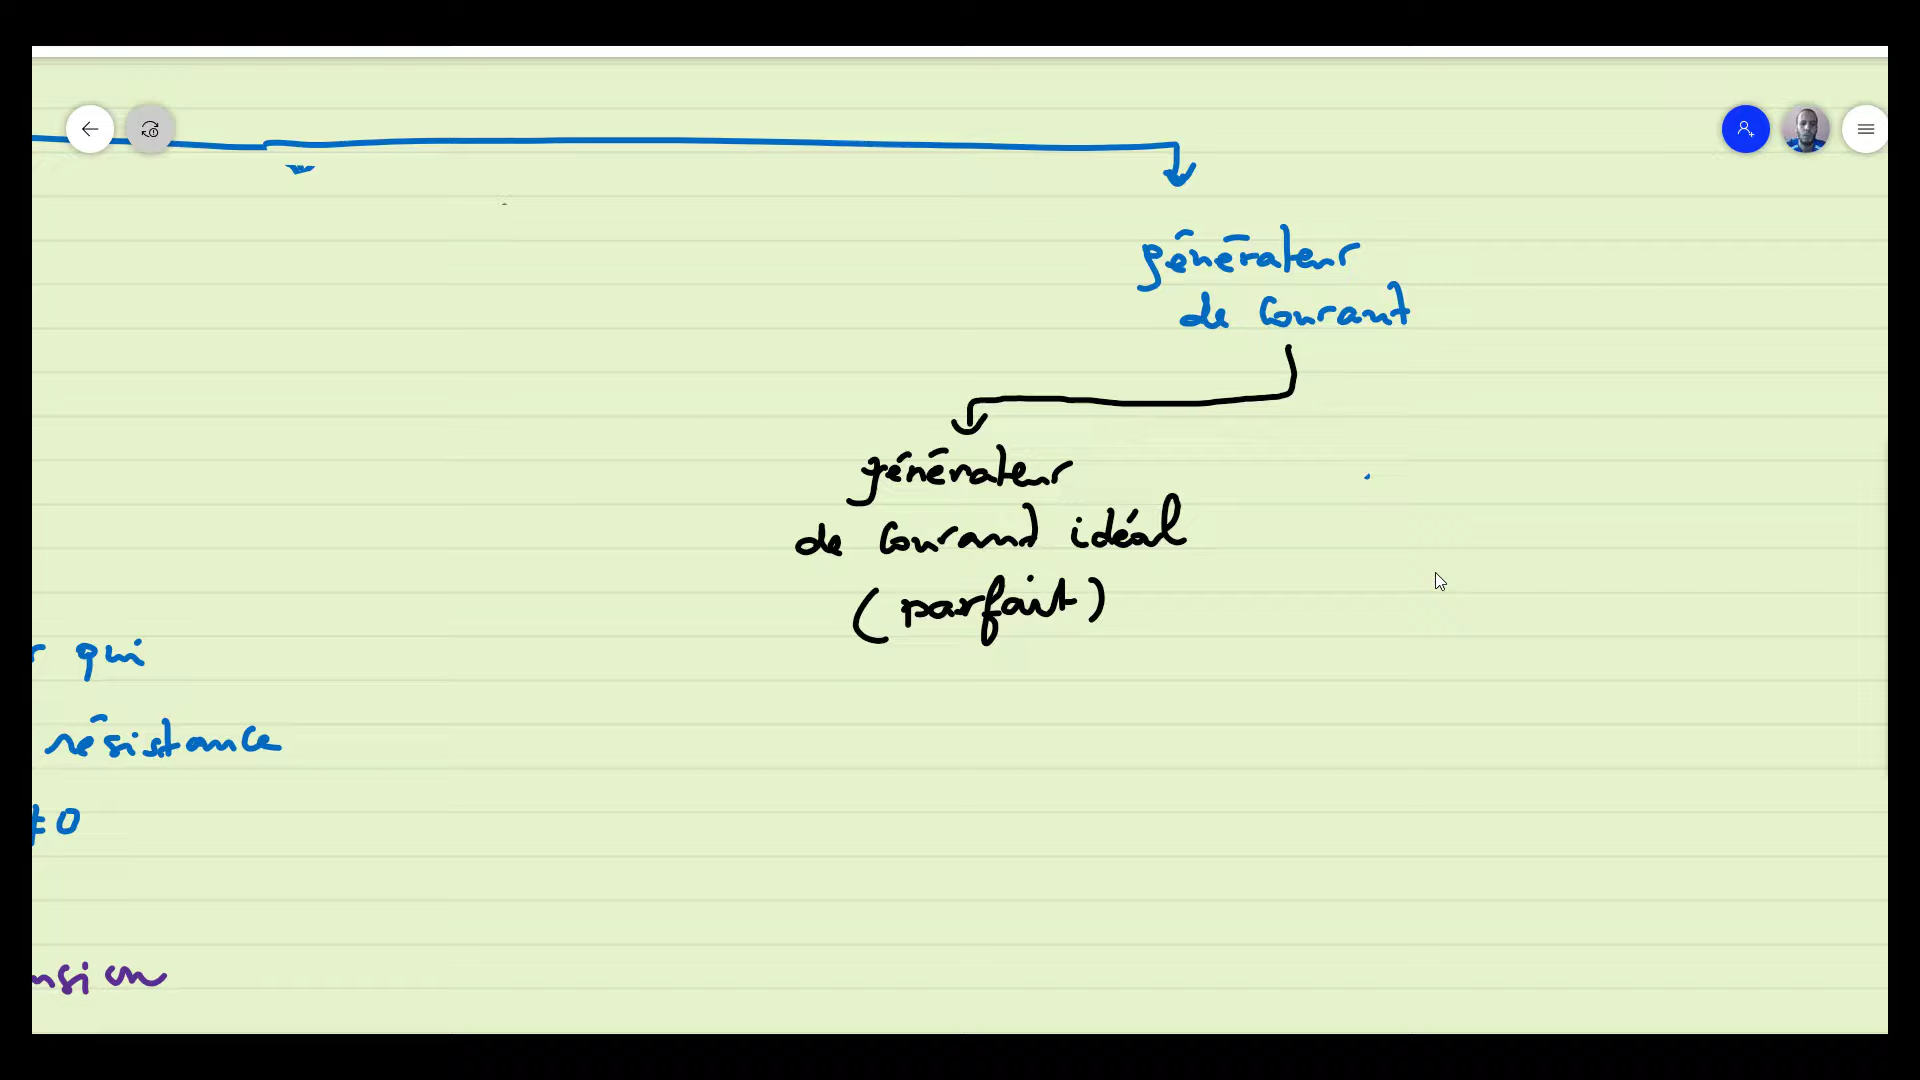 générateur
de courant
générateur
de courant idéal
(parfait)
qui
résistance
≠0